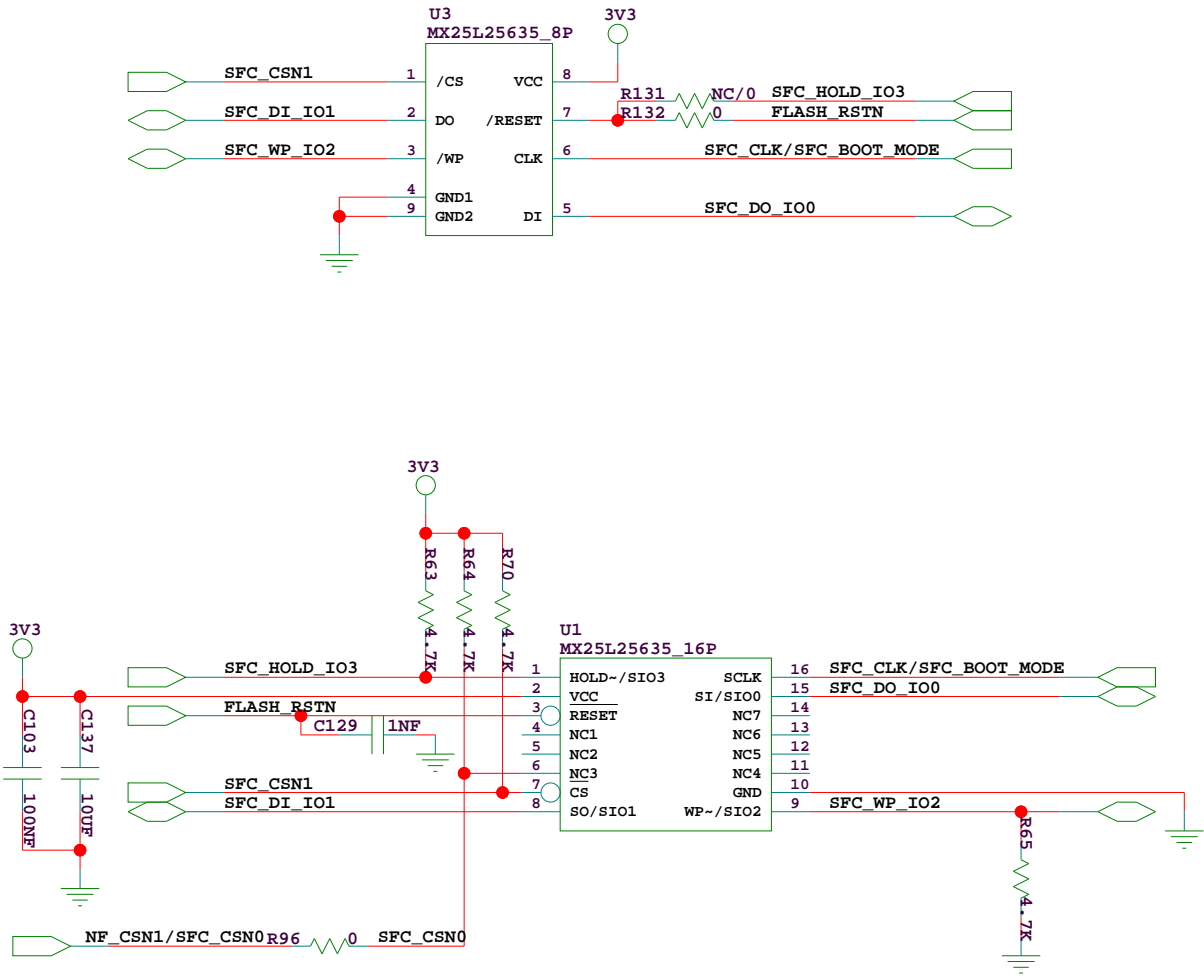 U3
MX25L25635_8P
3V3
SFC_CSN1 1 /CS VCC 8
R131 NC/0 SFC_HOLD_IO3
SFC_DI_IO1 2 DO /RESET 7 R132 0 FLASH_RSTN
SFC_WP_IO2 3 /WP CLK 6 SFC_CLK/SFC_BOOT_MODE
4 GND1
9 GND2 DI 5 SFC_DO_IO0
3V3
R63 R64 R70
4.7K 4.7K 4.7K
3V3
U1
MX25L25635_16P
SFC_HOLD_IO3 1 HOLD~/SIO3 SCLK 16 SFC_CLK/SFC_BOOT_MODE
2 VCC SI/SIO0 15 SFC_DO_IO0
FLASH_RSTN 3 RESET NC7 14
C103 C137 C129 1NF 4 NC1 NC6 13
5 NC2 NC5 12
6 NC3 NC4 11
SFC_CSN1 7 CS GND 10
SFC_DI_IO1 8 SO/SIO1 WP~/SIO2 9 SFC_WP_IO2
100NF 10UF
R65
4.7K
NF_CSN1/SFC_CSN0 R96 0 SFC_CSN0